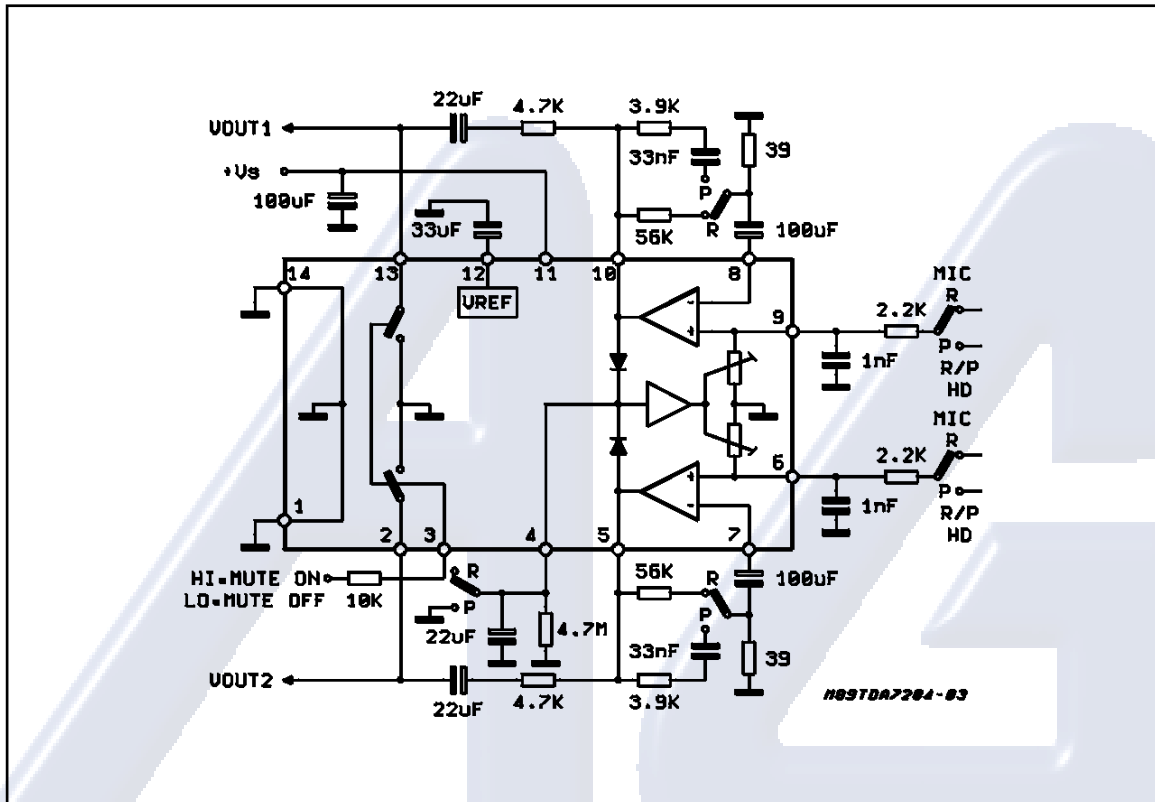 22uF
4.7K
3.9K
VOUT1
33nF
39
+Vs
P
100uF
33uF
56K
R
100uF
14
13
12
11
10
8
VREF
MIC
R
2.2K
9
-
+
P
1nF
R/P
HD
MIC
R
2.2K
6
+
-
P
1nF
R/P
HD
1
2
3
4
5
7
HI=MUTE ON
LO=MUTE OFF
10K
R
P
22uF
4.7M
56K
R
P
100uF
33nF
39
VOUT2
22uF
4.7K
3.9K
M89TDA7284-03